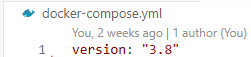 docker-compose.yml
You, 2 weeks ago | 1 author (You)
1 version: "3.8"